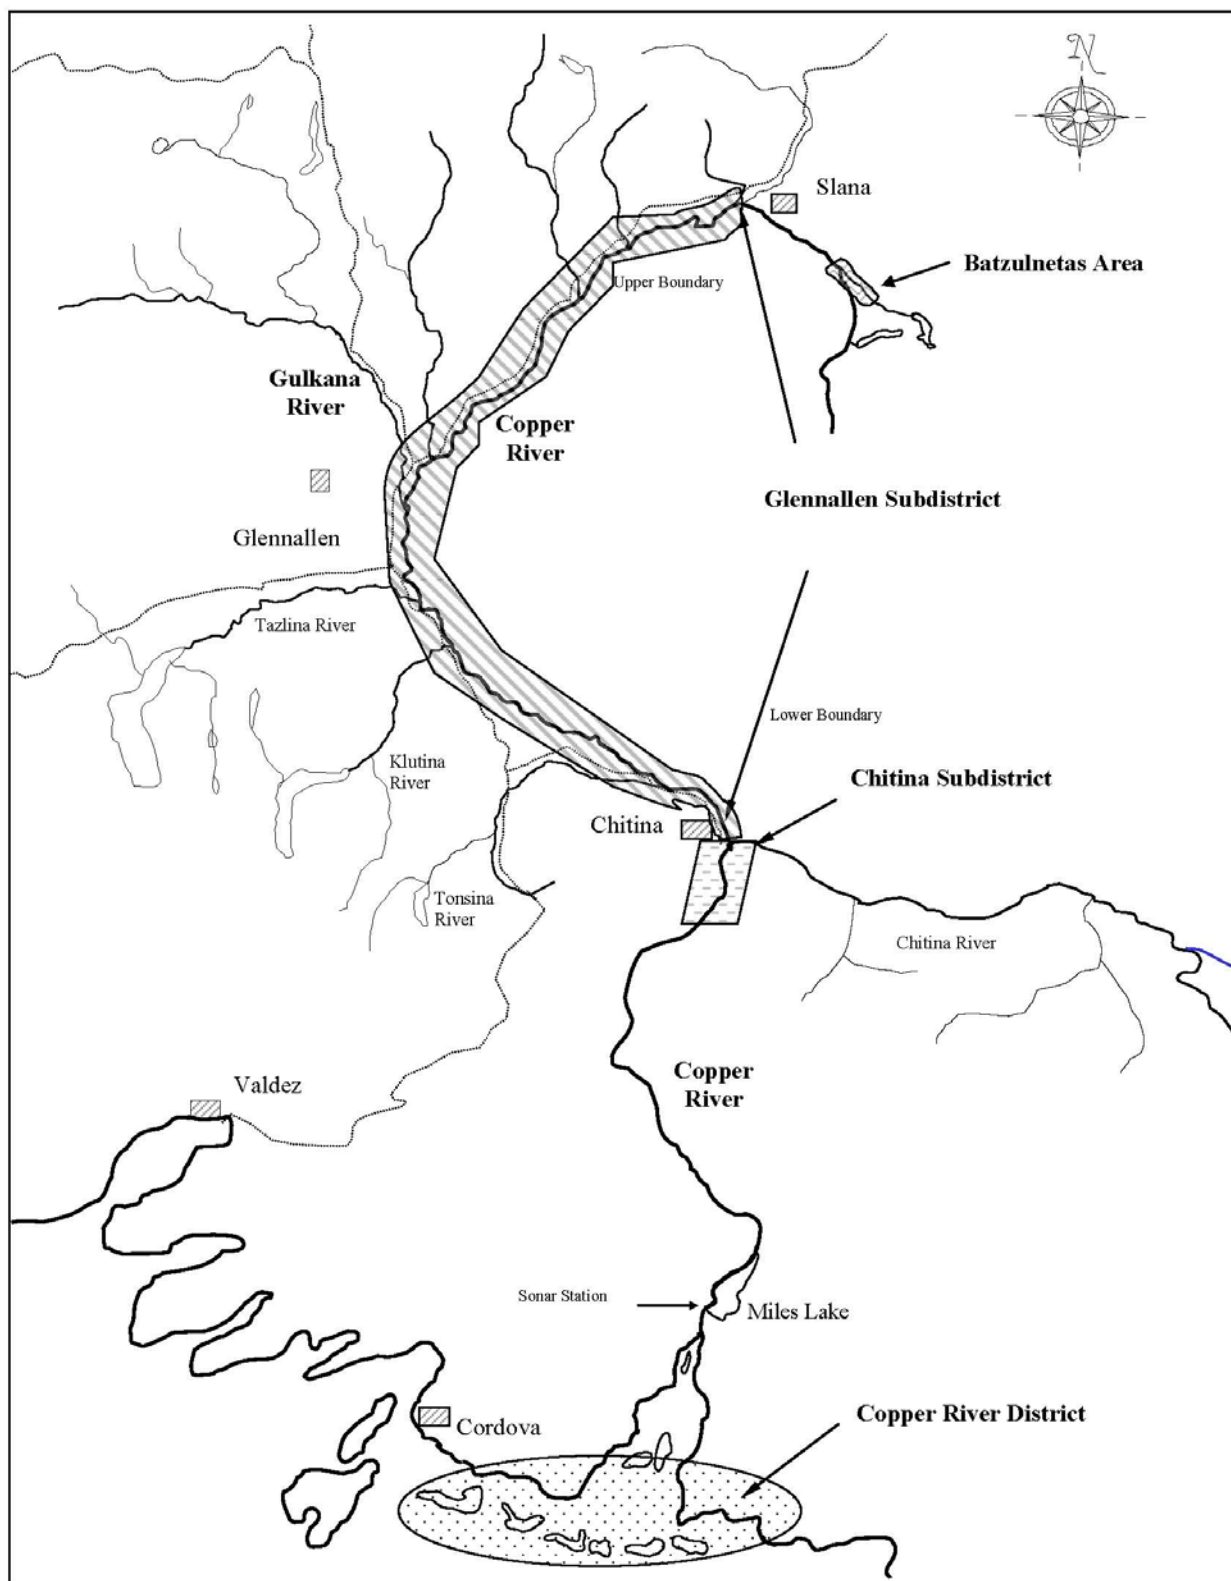 N
Slana
Batzulnetas Area
Upper Boundary
Gulkana
River
Copper
River
Glennallen Subdistrict
Glennallen
Tazlina River
Lower Boundary
Klutina
River
Chitina Subdistrict
Chitina
Tonsina
River
Chitina River
Copper
River
Valdez
Sonar Station
Miles Lake
Copper River District
Cordova